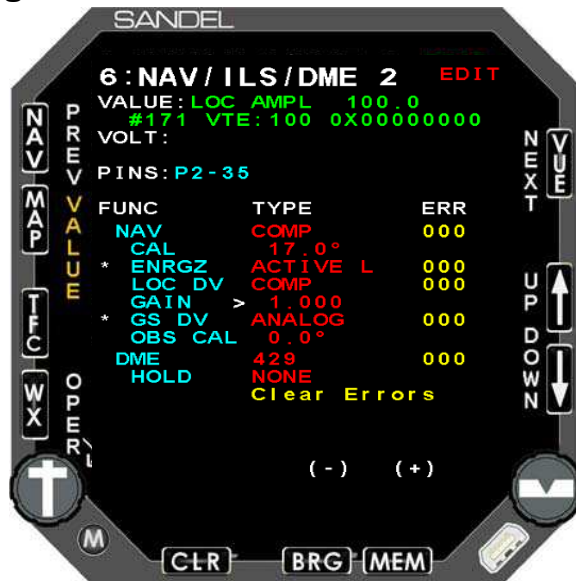 SANDEL
6:NAV/ILS/DME 2 EDIT
VALUE:LOC AMPL 100.0
#171 VTE:100 0X00000000
VOLT:
PINS:P2-35
FUNC TYPE ERR
NAV COMP 000
CAL 17.0°
* ENRGZ ACTIVE L 000
LOC DV COMP 000
GAIN > 1.000
* GS DV ANALOG 000
OBS CAL 0.0°
DME 429 000
HOLD NONE
Clear Errors
(-) (+)
NAV
MAP
TFC
WX
PREV
VALUE
OPER
NEXT
VUE
UP DOWN
T
M
CLR
BRG
MEM